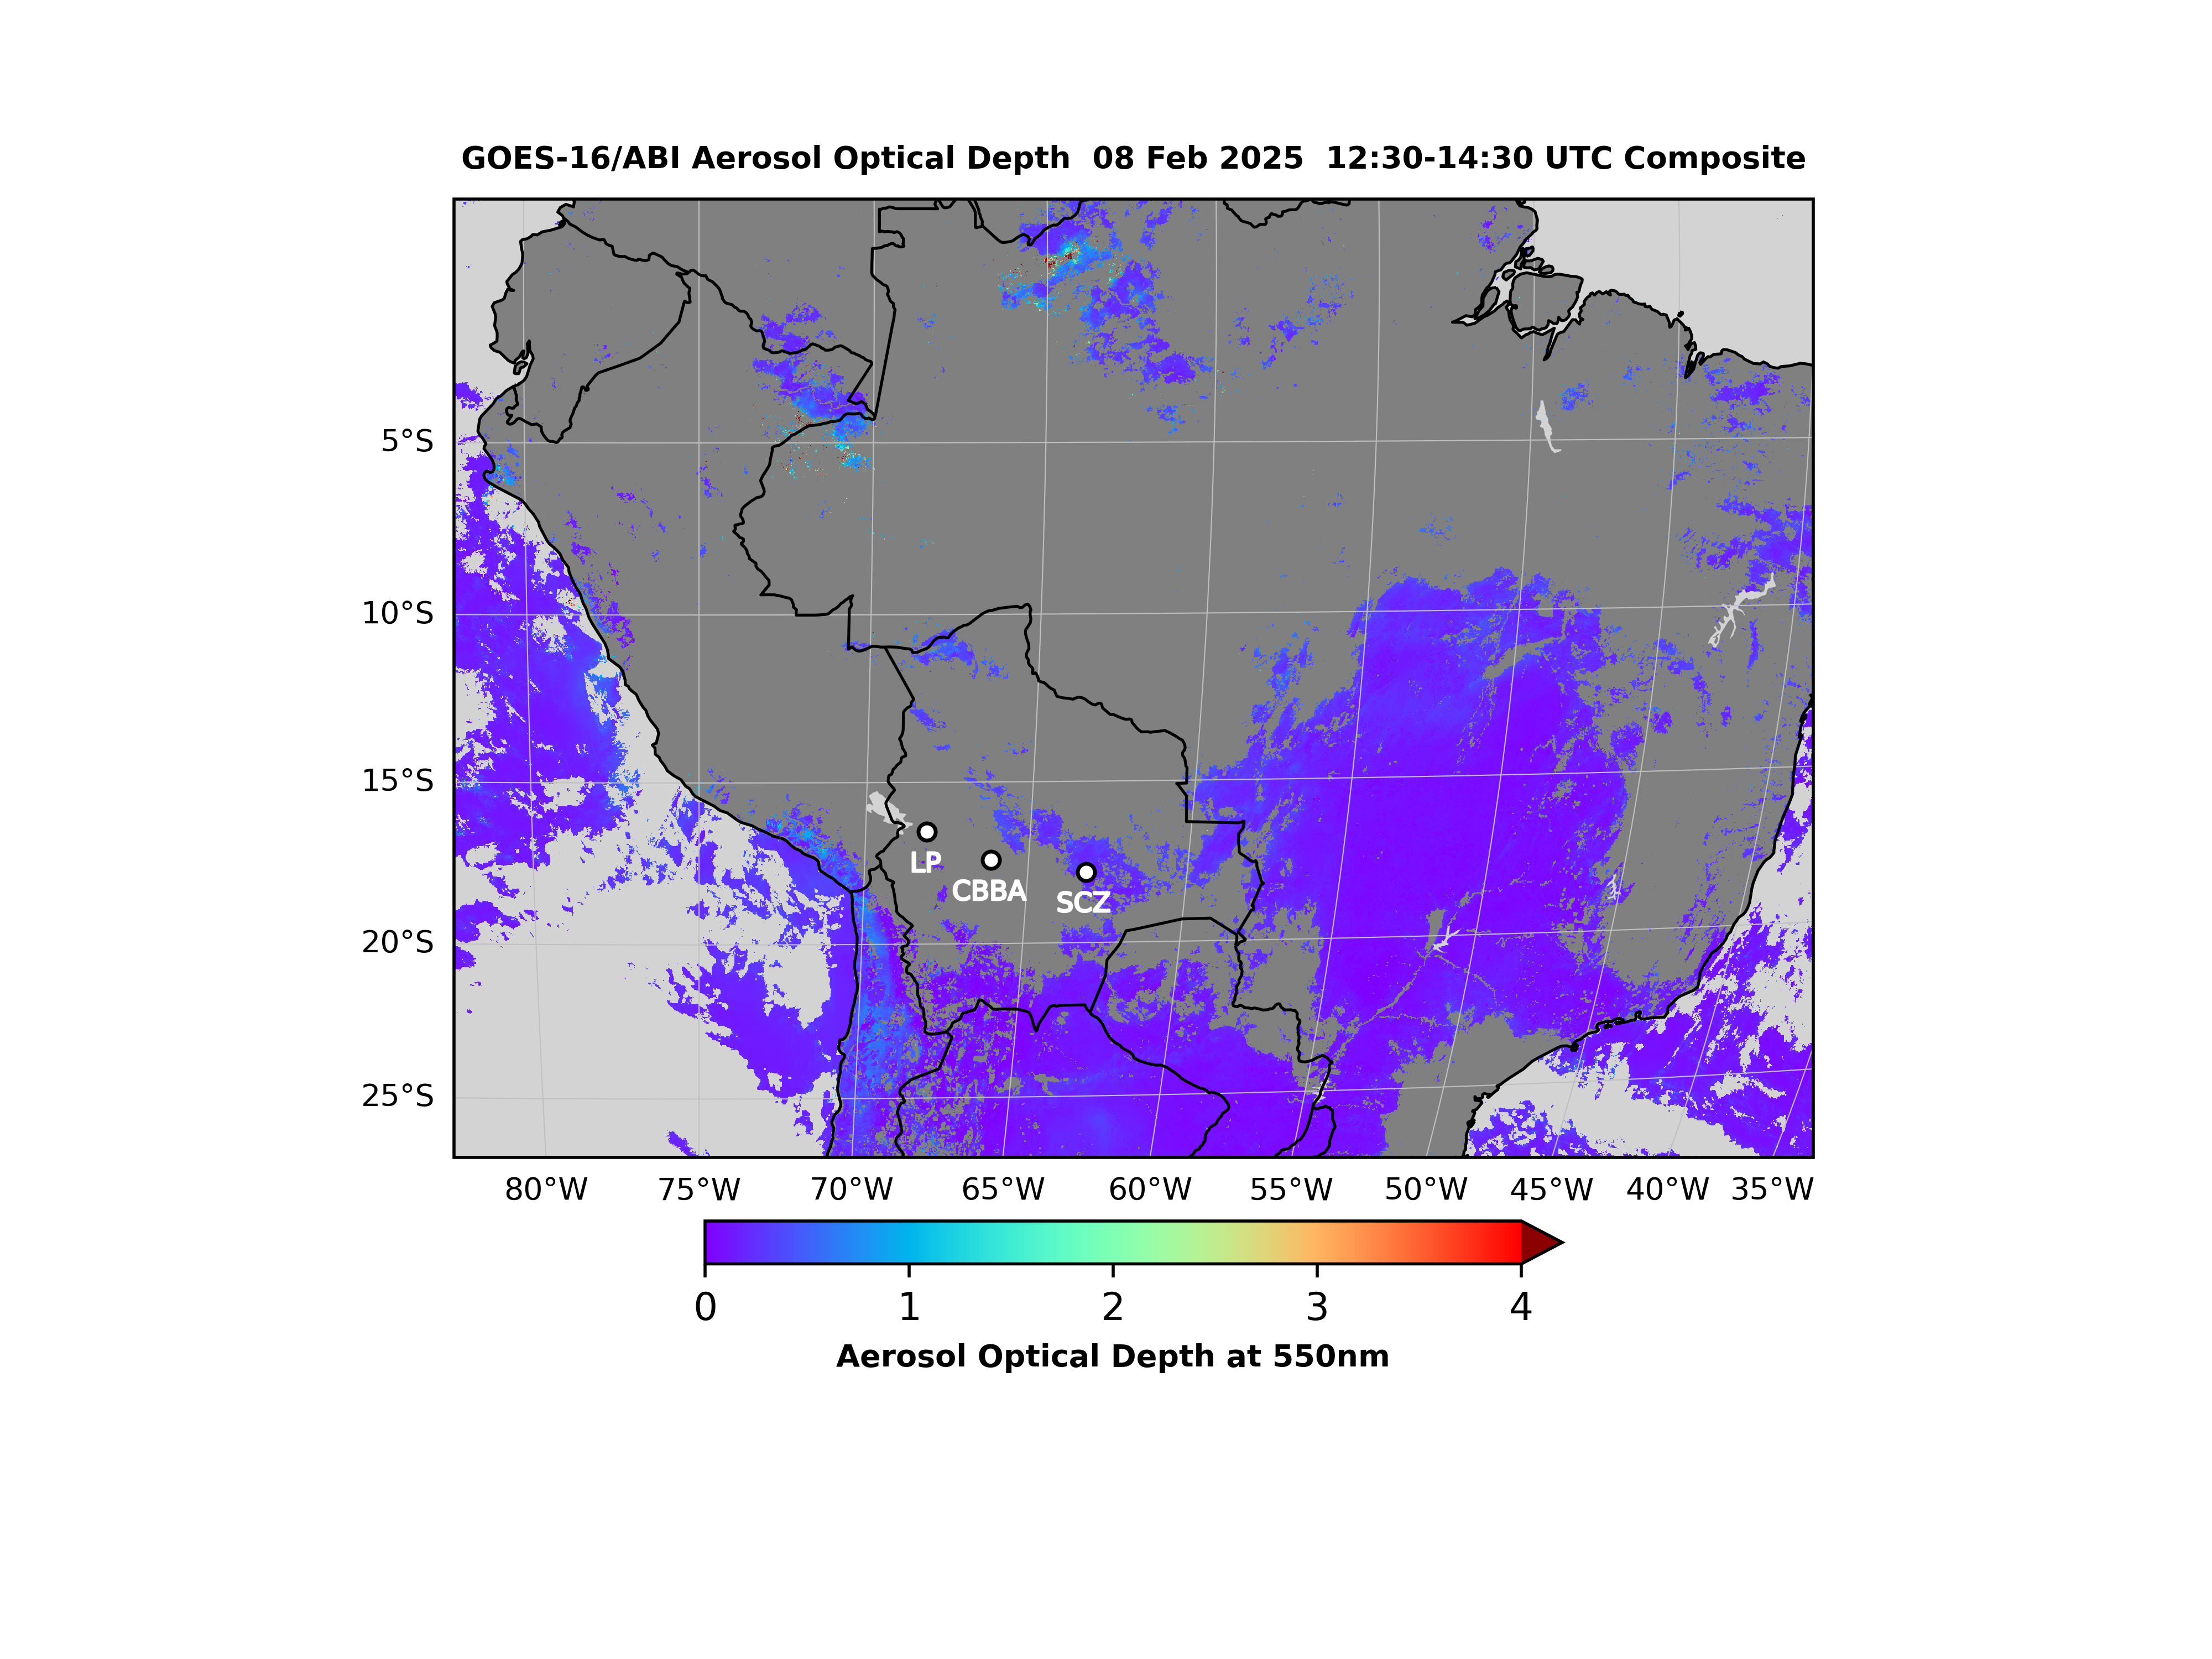 GOES-16/ABI Aerosol Optical Depth  08 Feb 2025  12:30-14:30 UTC Composite
5°S
10°S
15°S
20°S
25°S
LP
CBBA
SCZ
80°W 75°W 70°W 65°W 60°W 55°W 50°W 45°W 40°W 35°W
0 1 2 3 4
Aerosol Optical Depth at 550nm